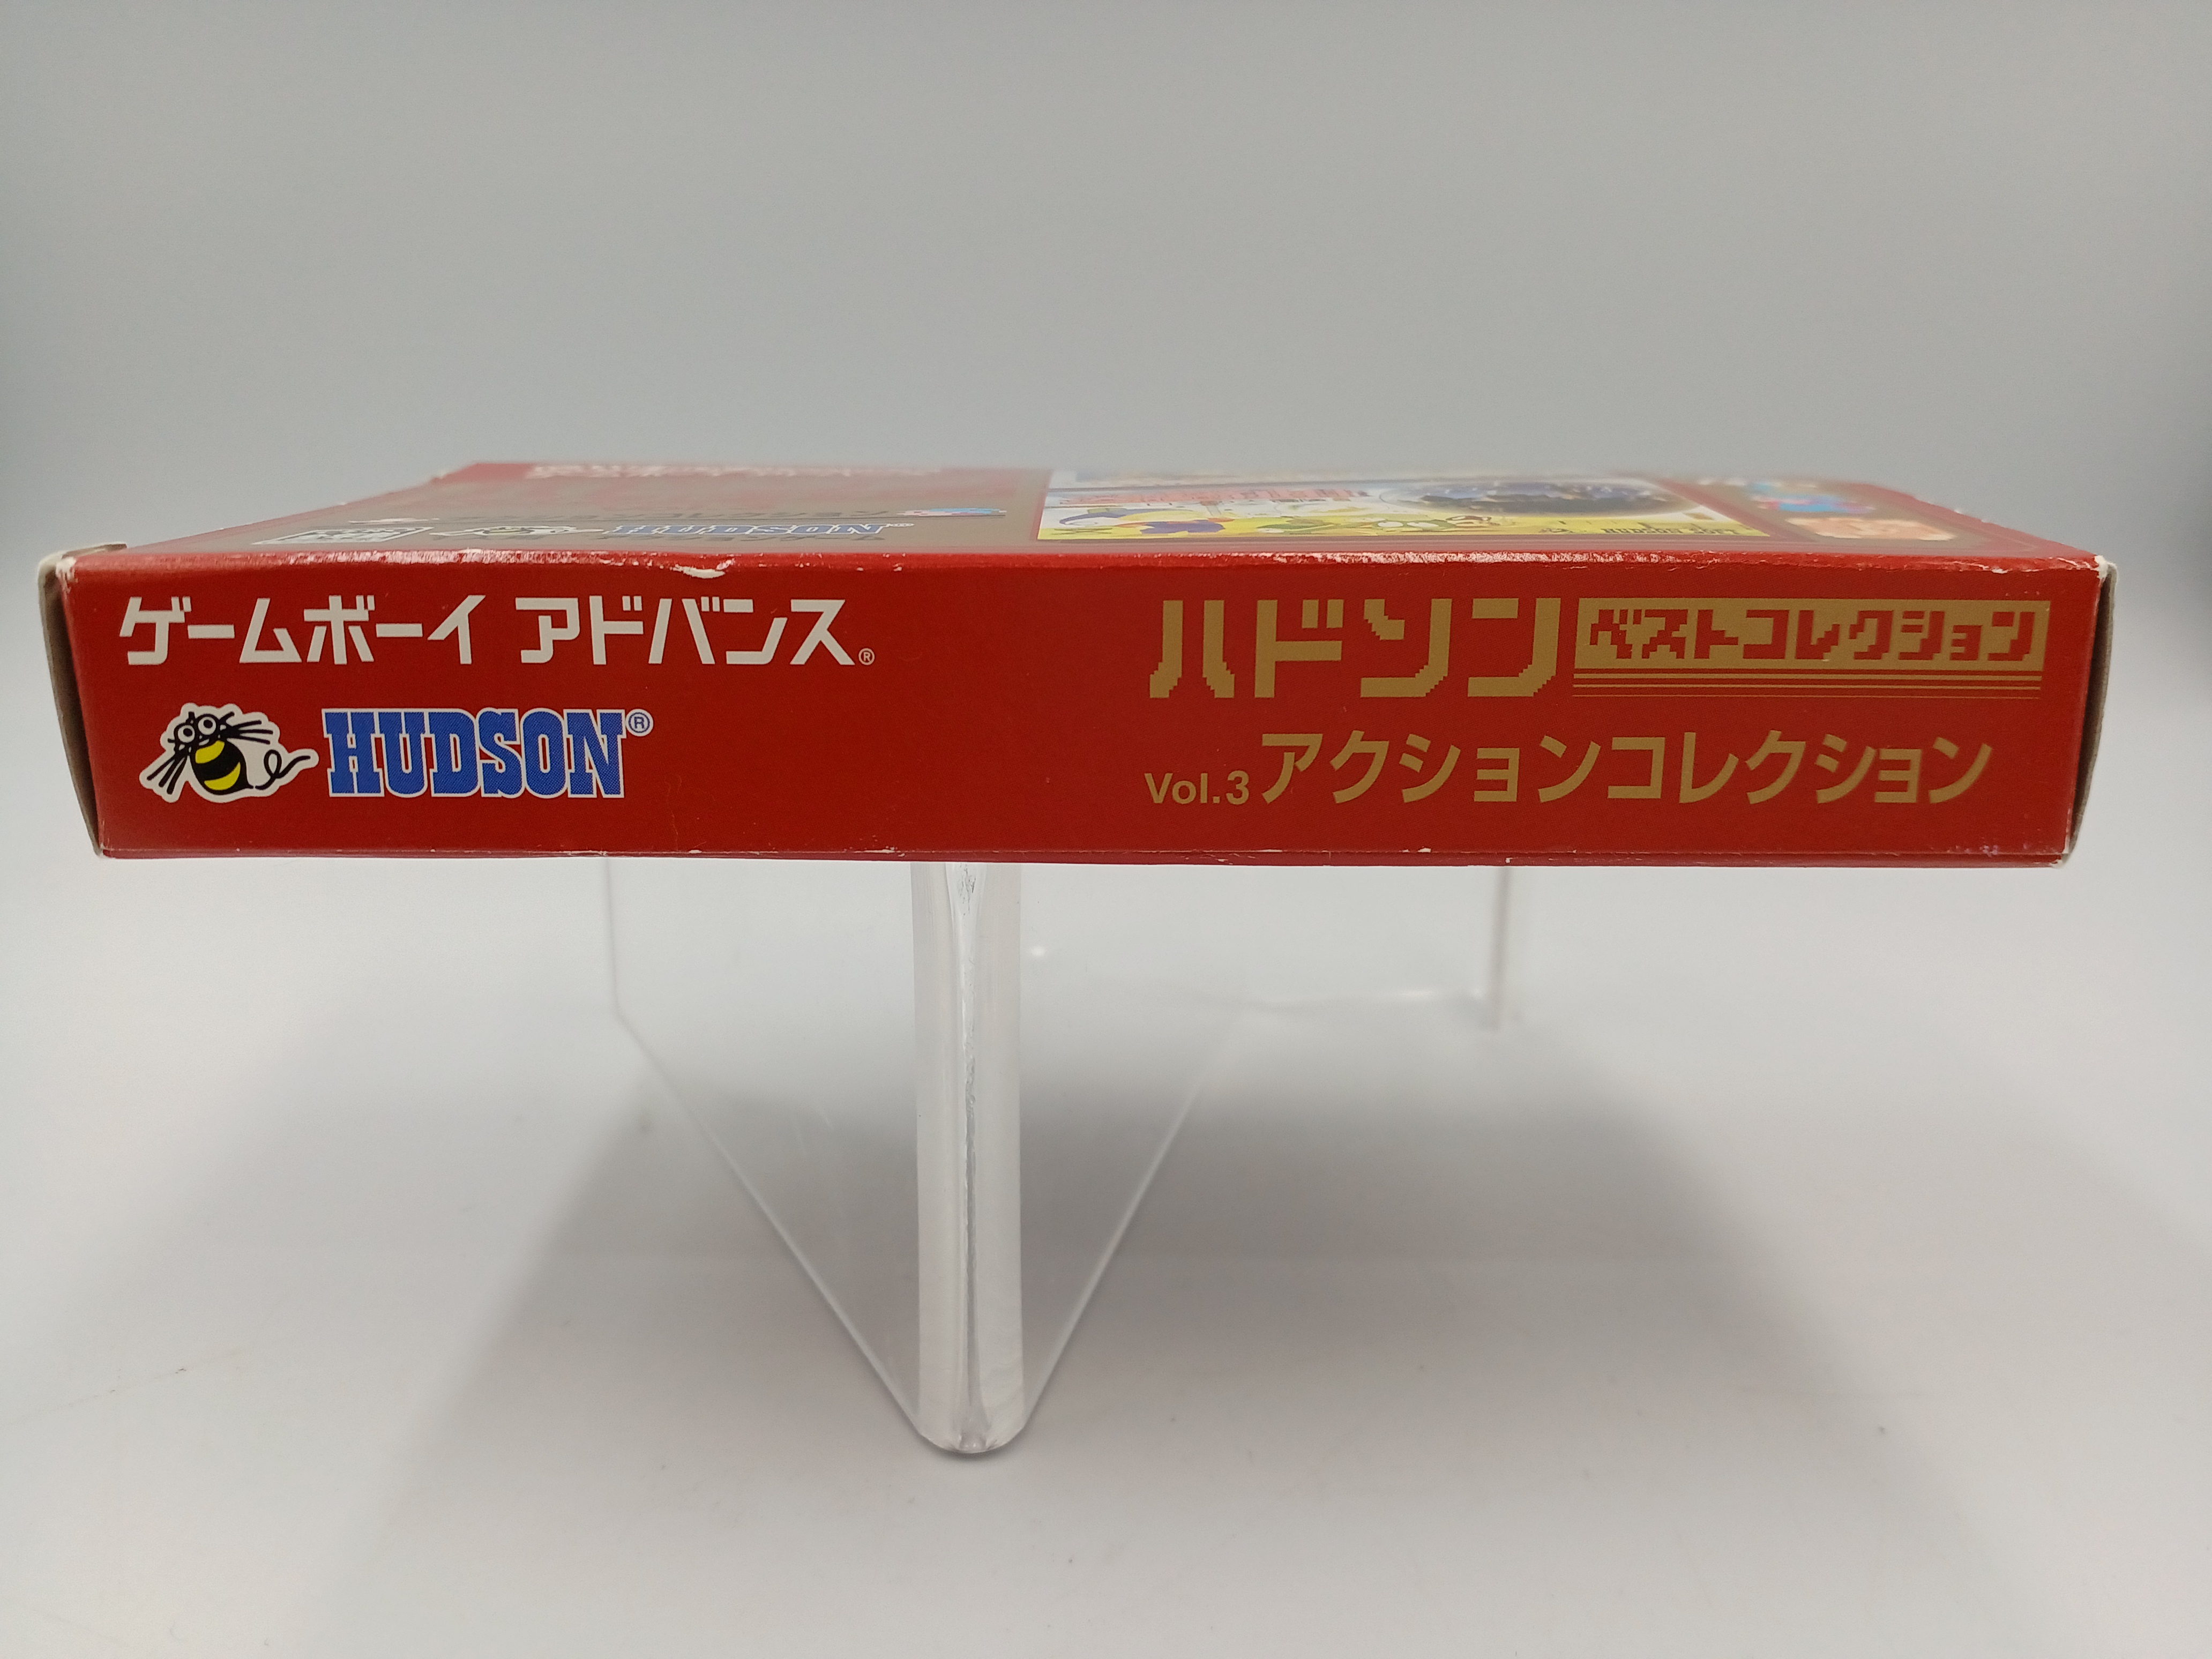 ゲームボーイ アドバンス®
HUDSON®
ハドソン ベストコレクション
Vol.3 アクションコレクション
HUDSON®